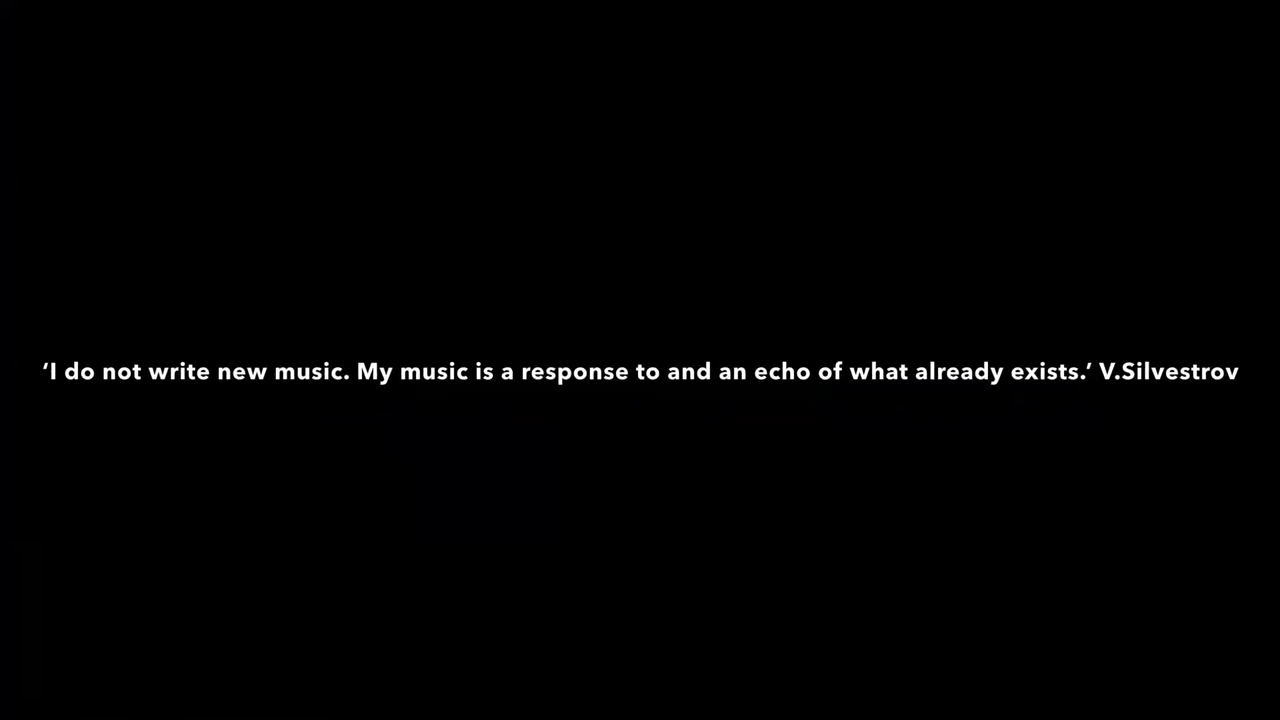 ‘I do not write new music. My music is a response to and an echo of what already exists.’ V.Silvestrov